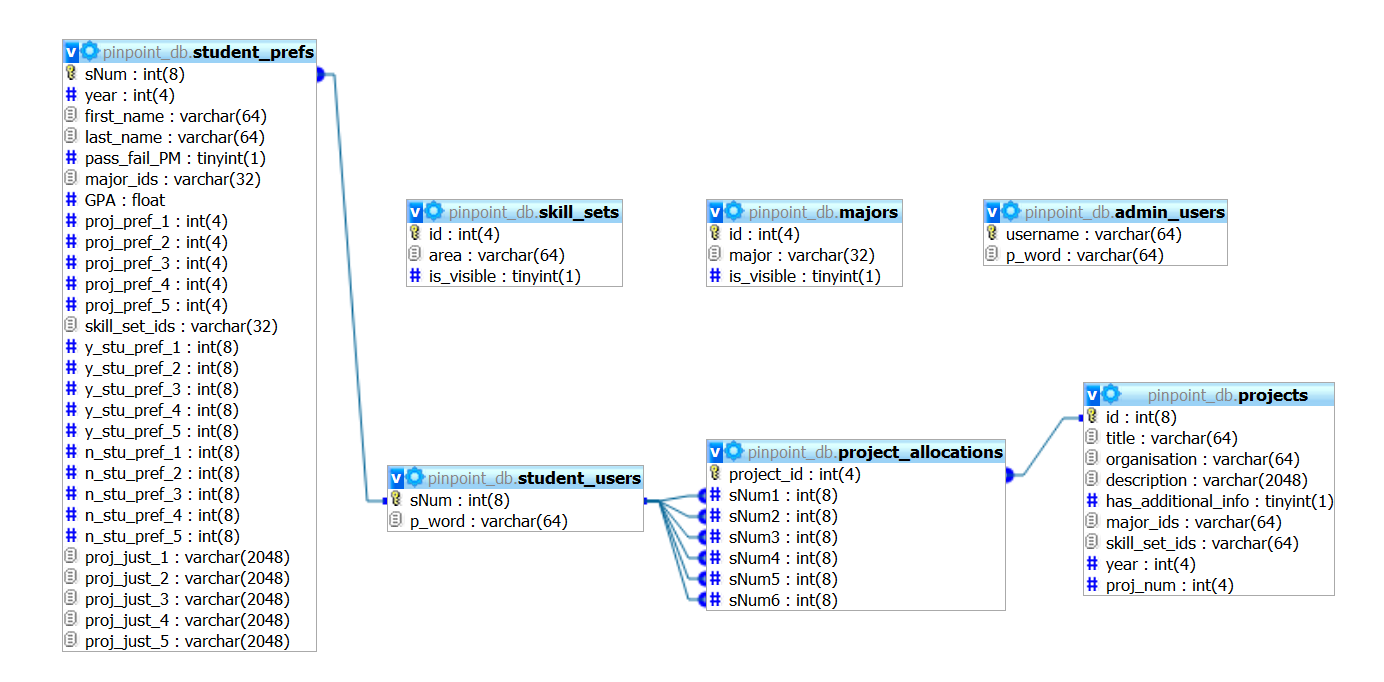 v pinpoint_db.student_prefs
sNum : int(8)
# year : int(4)
first_name : varchar(64)
last_name : varchar(64)
# pass_fail_PM : tinyint(1)
major_ids : varchar(32)
# GPA : float
# proj_pref_1 : int(4)
# proj_pref_2 : int(4)
# proj_pref_3 : int(4)
# proj_pref_4 : int(4)
# proj_pref_5 : int(4)
skill_set_ids : varchar(32)
# y_stu_pref_1 : int(8)
# y_stu_pref_2 : int(8)
# y_stu_pref_3 : int(8)
# y_stu_pref_4 : int(8)
# y_stu_pref_5 : int(8)
# n_stu_pref_1 : int(8)
# n_stu_pref_2 : int(8)
# n_stu_pref_3 : int(8)
# n_stu_pref_4 : int(8)
# n_stu_pref_5 : int(8)
proj_just_1 : varchar(2048)
proj_just_2 : varchar(2048)
proj_just_3 : varchar(2048)
proj_just_4 : varchar(2048)
proj_just_5 : varchar(2048)
v pinpoint_db.skill_sets
id : int(4)
area : varchar(64)
# is_visible : tinyint(1)
v pinpoint_db.majors
id : int(4)
major : varchar(32)
# is_visible : tinyint(1)
v pinpoint_db.admin_users
username : varchar(64)
p_word : varchar(64)
v pinpoint_db.student_users
sNum : int(8)
p_word : varchar(64)
v pinpoint_db.project_allocations
project_id : int(4)
# sNum1 : int(8)
# sNum2 : int(8)
# sNum3 : int(8)
# sNum4 : int(8)
# sNum5 : int(8)
# sNum6 : int(8)
v pinpoint_db.projects
id : int(8)
title : varchar(64)
organisation : varchar(64)
description : varchar(2048)
# has_additional_info : tinyint(1)
major_ids : varchar(64)
skill_set_ids : varchar(64)
# year : int(4)
# proj_num : int(4)